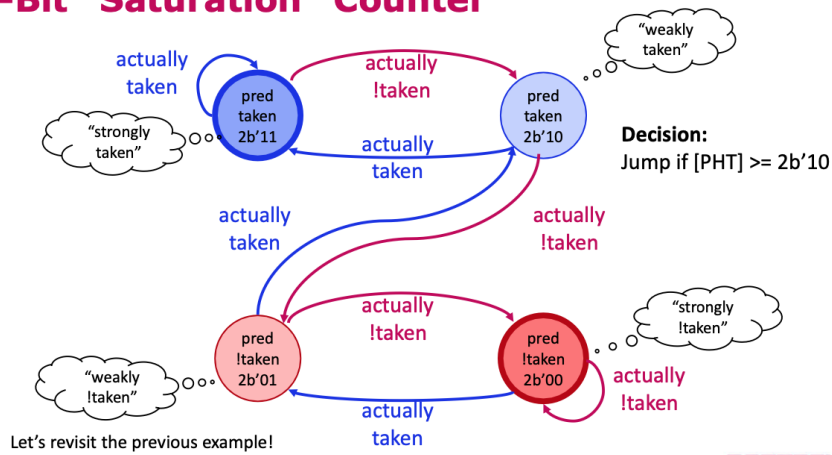 -Bit "Saturation" Counter
actually
taken
actually
!taken
"weakly
taken"
pred
taken
2b'11
pred
taken
2b'10
"strongly
taken"
actually
taken
Decision:
Jump if [PHT] >= 2b'10
actually
taken
actually
!taken
actually
!taken
"strongly
!taken"
pred
!taken
2b'01
pred
!taken
2b'00
"weakly
!taken"
actually
!taken
actually
taken
Let's revisit the previous example!